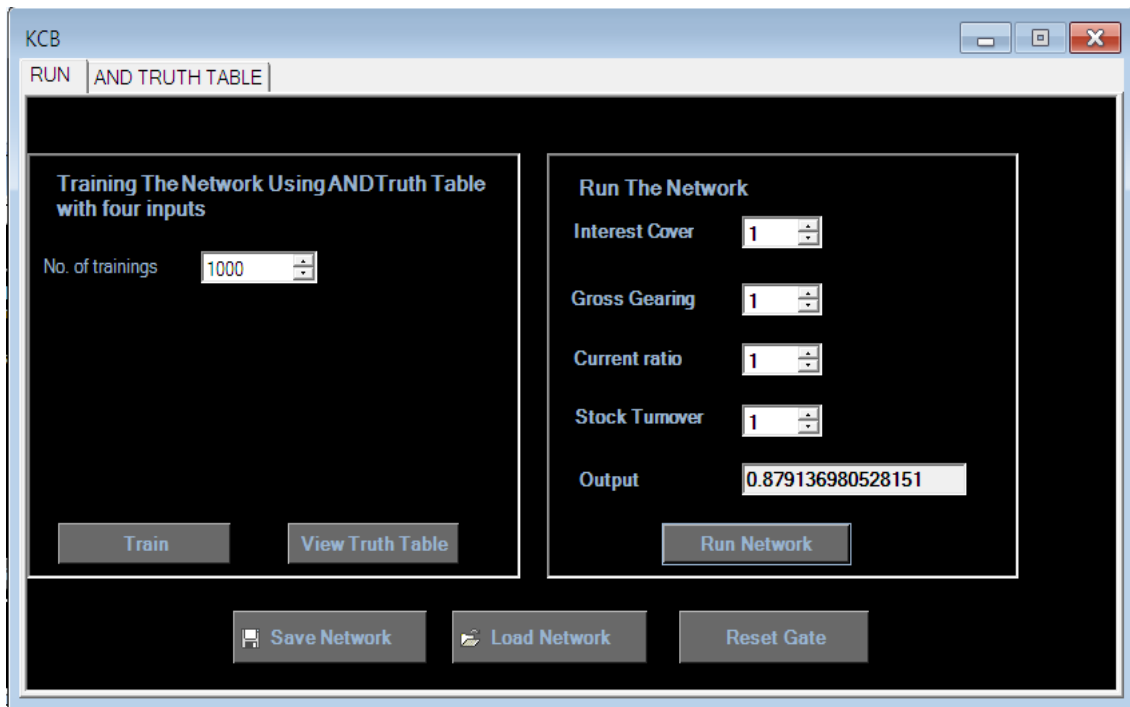 KCB
RUN
AND TRUTH TABLE
Training The Network Using ANDTruth Table
with four inputs
No. of trainings 1000
Train
View Truth Table
Run The Network
Interest Cover 1
Gross Gearing 1
Current ratio 1
Stock Turnover 1
Output 0.879136980528151
Run Network
Save Network
Load Network
Reset Gate